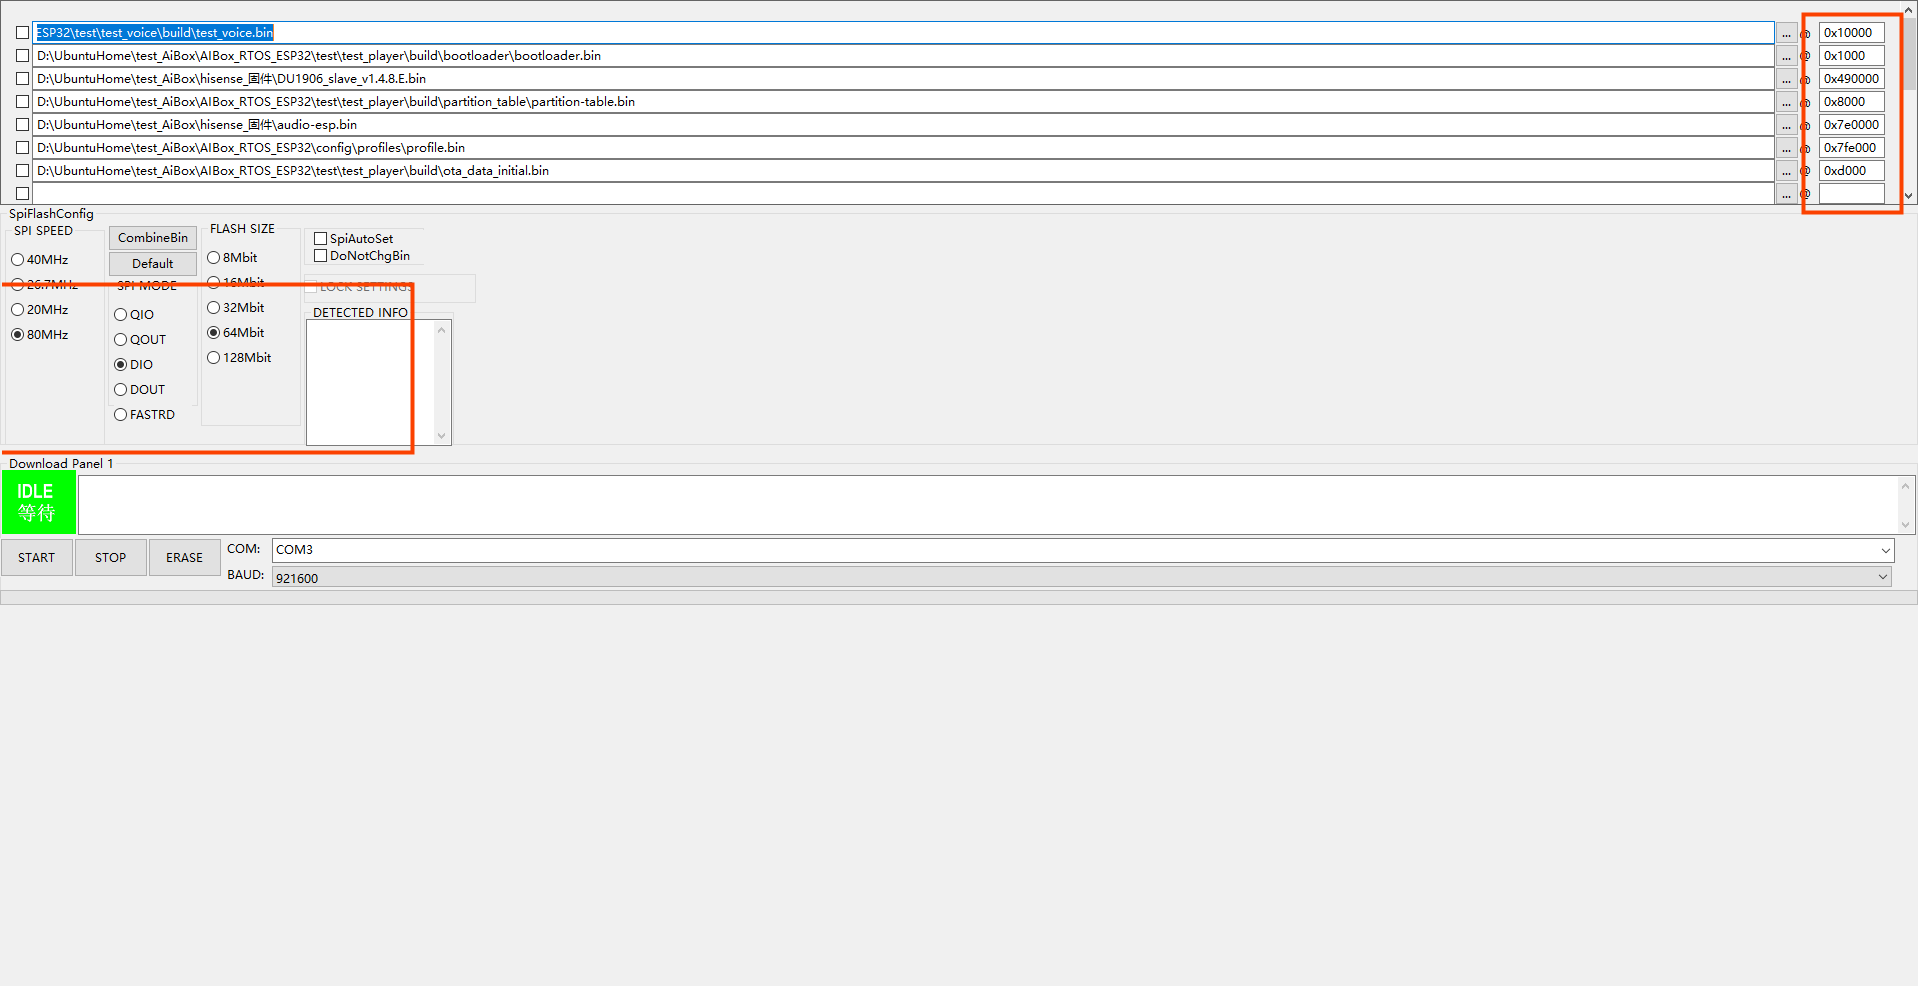 ESP32\test\test_voice\build\test_voice.bin ... @ 0x10000
D:\UbuntuHome\test_AiBox\AIBox_RTOS_ESP32\test\test_player\build\bootloader\bootloader.bin ... @ 0x1000
D:\UbuntuHome\test_AiBox\hisense_固件\DU1906_slave_v1.4.8.E.bin ... @ 0x490000
D:\UbuntuHome\test_AiBox\AIBox_RTOS_ESP32\test\test_player\build\partition_table\partition-table.bin ... @ 0x8000
D:\UbuntuHome\test_AiBox\hisense_固件\audio-esp.bin ... @ 0x7e0000
D:\UbuntuHome\test_AiBox\AIBox_RTOS_ESP32\config\profiles\profile.bin ... @ 0x7fe000
D:\UbuntuHome\test_AiBox\AIBox_RTOS_ESP32\test\test_player\build\ota_data_initial.bin ... @ 0xd000
... @
SpiFlashConfig
SPI SPEED
40MHz
26.7MHz
20MHz
80MHz
CombineBin
Default
SPI MODE
QIO
QOUT
DIO
DOUT
FASTRD
FLASH SIZE
8Mbit
16Mbit
32Mbit
64Mbit
128Mbit
SpiAutoSet
DoNotChgBin
LOCK SETTINGS
DETECTED INFO
Download Panel 1
IDLE
等待
START STOP ERASE
COM: COM3
BAUD: 921600